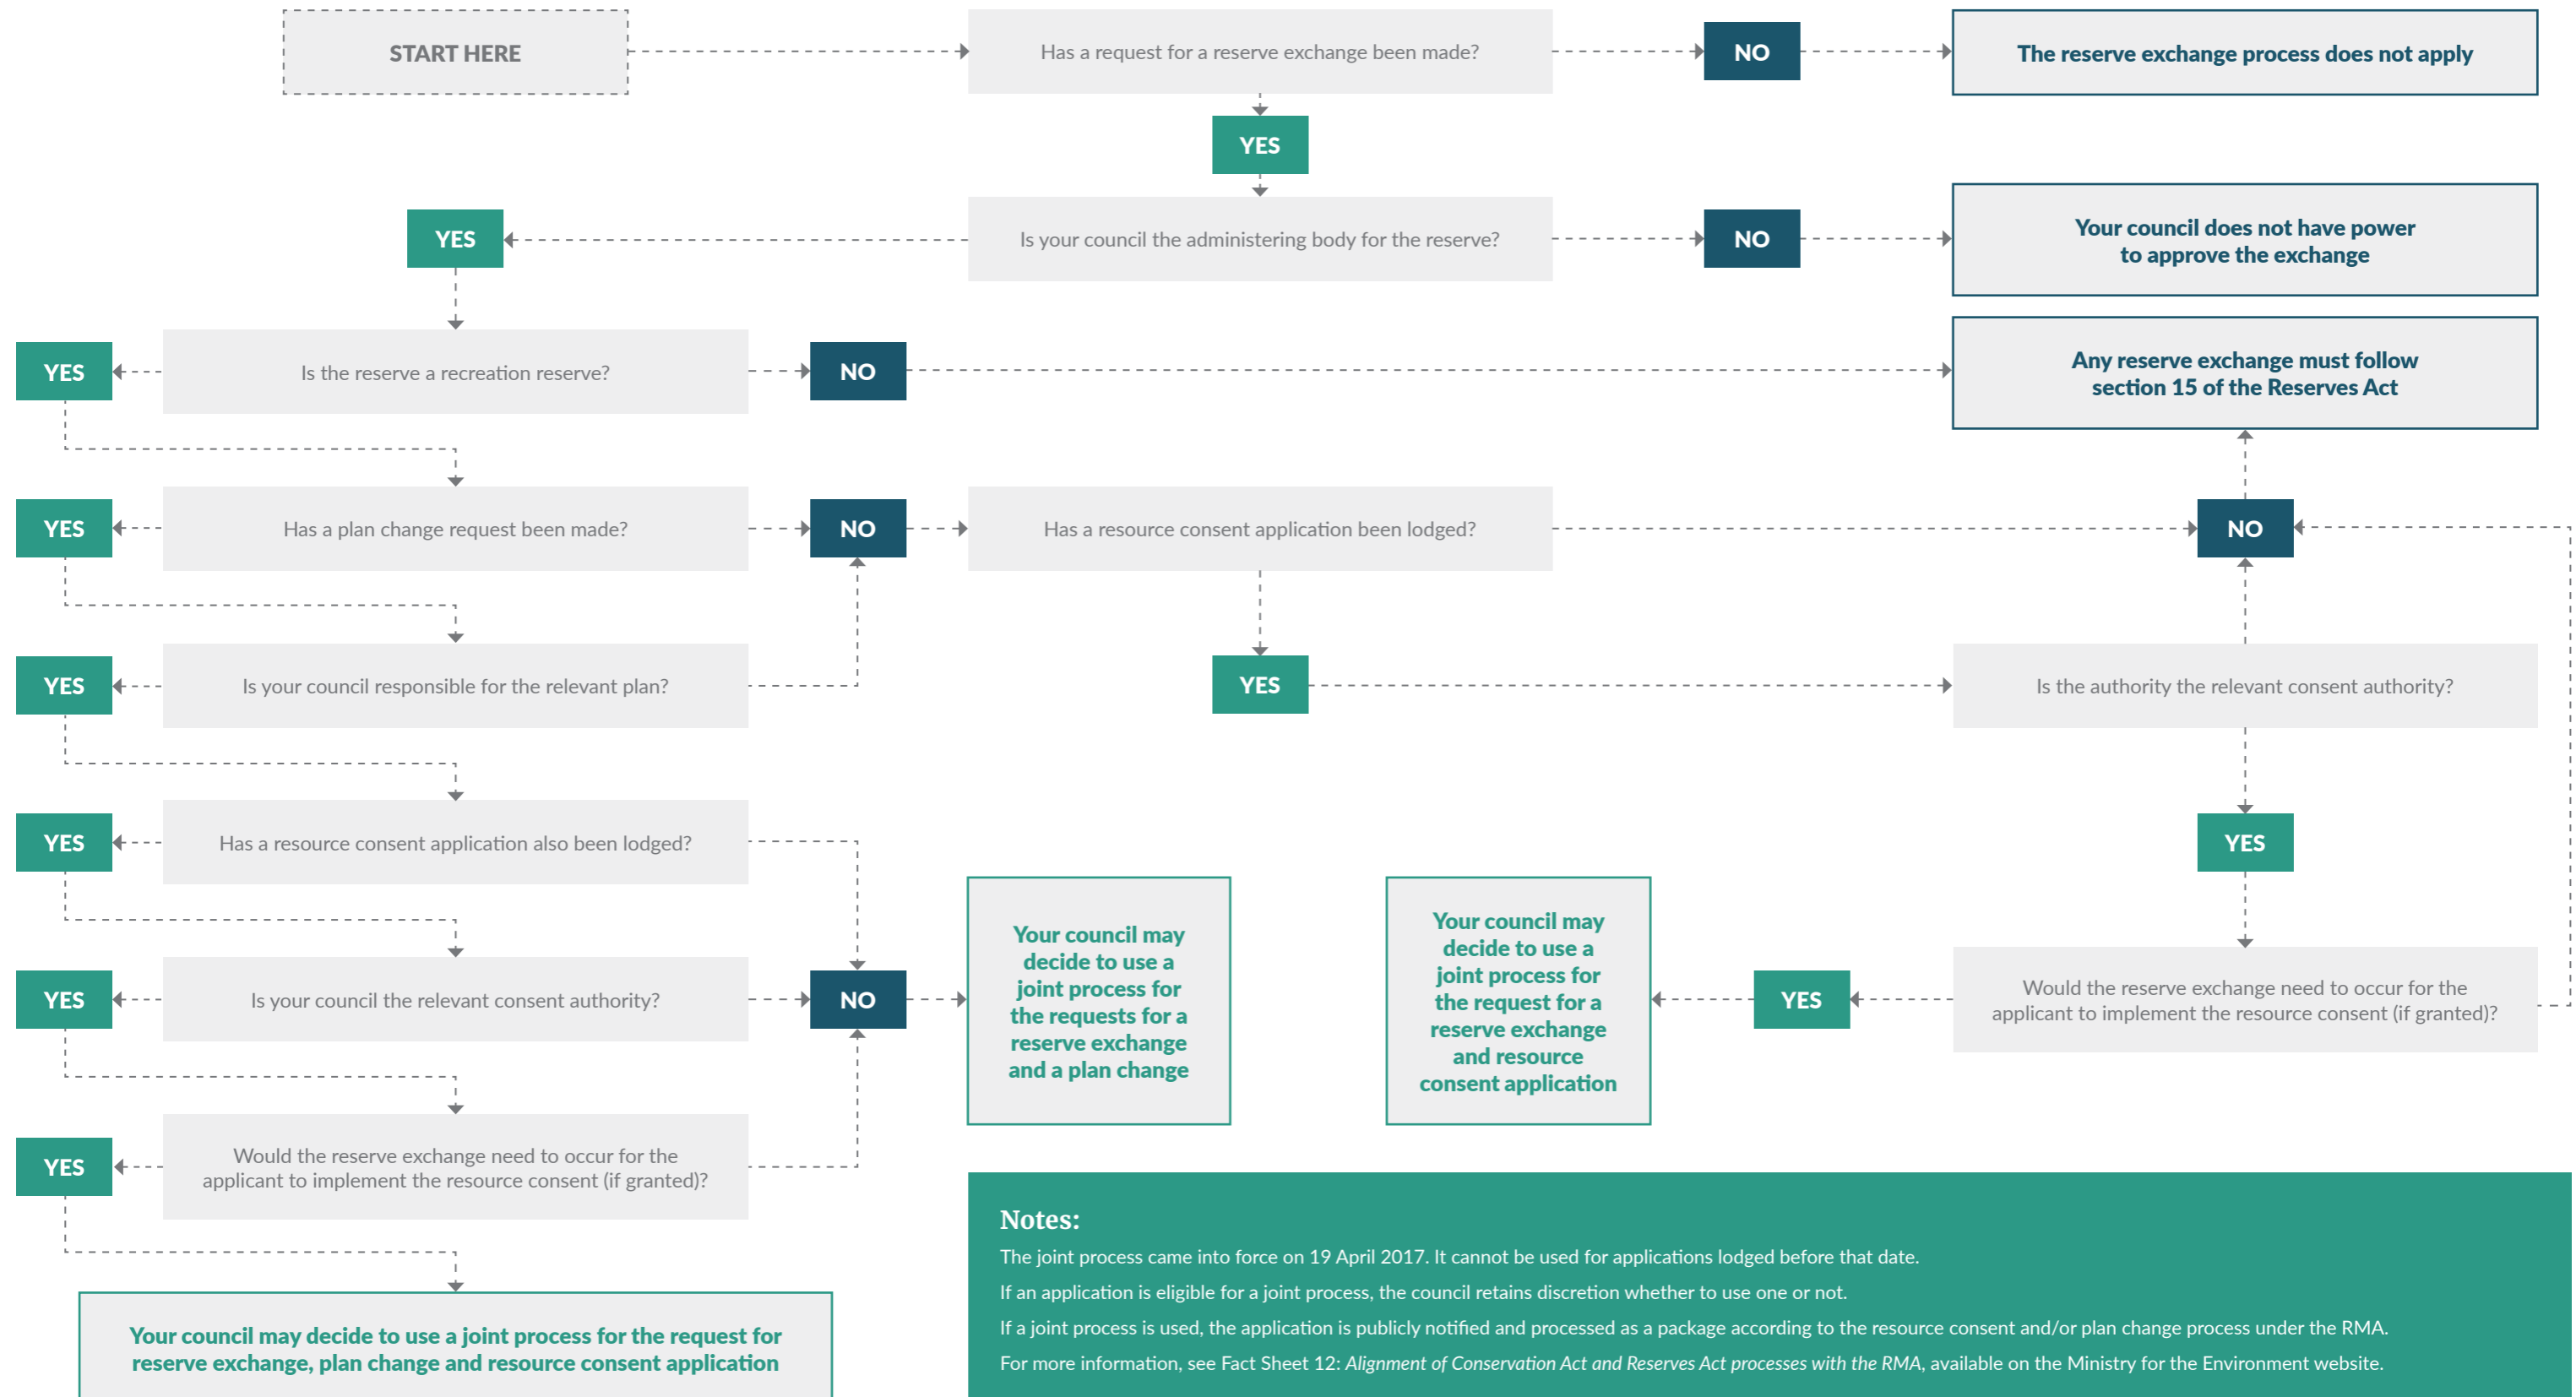 START HERE
Has a request for a reserve exchange been made?
NO
The reserve exchange process does not apply
YES
YES
Is your council the administering body for the reserve?
NO
Your council does not have power
to approve the exchange
YES
Is the reserve a recreation reserve?
NO
Any reserve exchange must follow
section 15 of the Reserves Act
YES
Has a plan change request been made?
NO
Has a resource consent application been lodged?
NO
YES
Is your council responsible for the relevant plan?
YES
Is the authority the relevant consent authority?
YES
Has a resource consent application also been lodged?
YES
YES
Is your council the relevant consent authority?
NO
Your council may
decide to use a
joint process for
the requests for a
reserve exchange
and a plan change
Your council may
decide to use a
joint process for
the request for a
reserve exchange
and resource
consent application
YES
Would the reserve exchange need to occur for the
applicant to implement the resource consent (if granted)?
YES
Would the reserve exchange need to occur for the
applicant to implement the resource consent (if granted)?
Your council may decide to use a joint process for the request for
reserve exchange, plan change and resource consent application
Notes:
The joint process came into force on 19 April 2017. It cannot be used for applications lodged before that date.
If an application is eligible for a joint process, the council retains discretion whether to use one or not.
If a joint process is used, the application is publicly notified and processed as a package according to the resource consent and/or plan change process under the RMA.
For more information, see Fact Sheet 12: Alignment of Conservation Act and Reserves Act processes with the RMA, available on the Ministry for the Environment website.